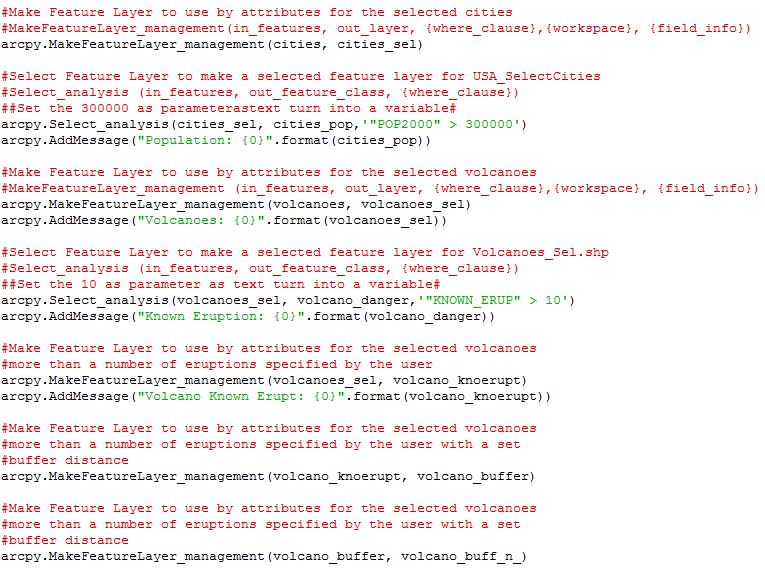 #Make Feature Layer to use by attributes for the selected cities
#MakeFeatureLayer_management(in_features, out_layer, {where_clause},{workspace}, {field_info})
arcpy.MakeFeatureLayer_management(cities, cities_sel)

#Select Feature Layer to make a selected feature layer for USA_SelectCities
#Select_analysis (in_features, out_feature_class, {where_clause})
##Set the 300000 as parameterastext turn into a variable#
arcpy.Select_analysis(cities_sel, cities_pop,'"POP2000" > 300000')
arcpy.AddMessage("Population: {0}".format(cities_pop))

#Make Feature Layer to use by attributes for the selected volcanoes
#MakeFeatureLayer_management (in_features, out_layer, {where_clause},{workspace}, {field_info})
arcpy.MakeFeatureLayer_management(volcanoes, volcanoes_sel)
arcpy.AddMessage("Volcanoes: {0}".format(volcanoes_sel))

#Select Feature Layer to make a selected feature layer for Volcanoes_Sel.shp
#Select_analysis (in_features, out_feature_class, {where_clause})
##Set the 10 as parameter as text turn into a variable#
arcpy.Select_analysis(volcanoes_sel, volcano_danger,'"KNOWN_ERUP" > 10')
arcpy.AddMessage("Known Eruption: {0}".format(volcano_danger))

#Make Feature Layer to use by attributes for the selected volcanoes
#more than a number of eruptions specified by the user
arcpy.MakeFeatureLayer_management(volcanoes_sel, volcano_knoerupt)
arcpy.AddMessage("Volcano Known Erupt: {0}".format(volcano_knoerupt))

#Make Feature Layer to use by attributes for the selected volcanoes
#more than a number of eruptions specified by the user with a set
#buffer distance
arcpy.MakeFeatureLayer_management(volcano_knoerupt, volcano_buffer)

#Make Feature Layer to use by attributes for the selected volcanoes
#more than a number of eruptions specified by the user with a set
#buffer distance
arcpy.MakeFeatureLayer_management(volcano_buffer, volcano_buff_n_)